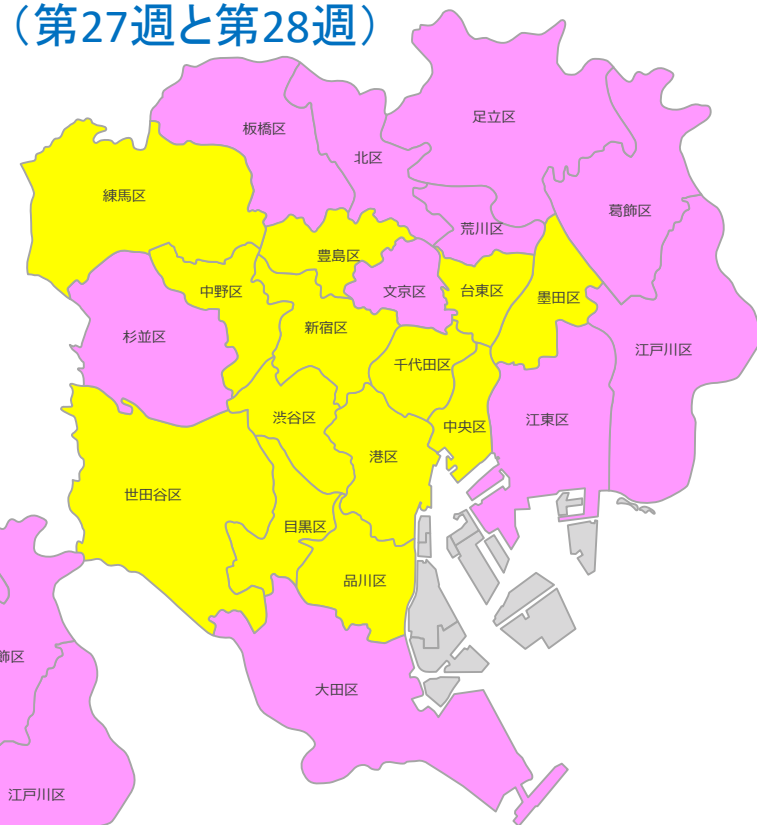 （第27週と第28週）
足立区
板橋区
北区
練馬区
葛飾区
荒川区
豊島区
文京区
台東区
中野区
墨田区
新宿区
杉並区
江戸川区
千代田区
渋谷区
江東区
中央区
港区
世田谷区
目黒区
品川区
飾区
大田区
江戸川区